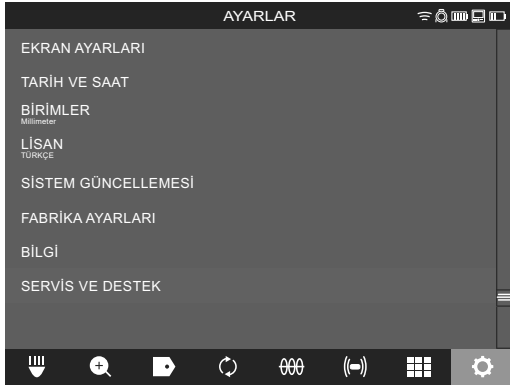 AYARLAR
EKRAN AYARLARI
TARİH VE SAAT
BİRİMLER
Millimeter
LİSAN
TÜRKÇE
SİSTEM GÜNCELLEMESİ
FABRİKA AYARLARI
BİLGİ
SERVİS VE DESTEK